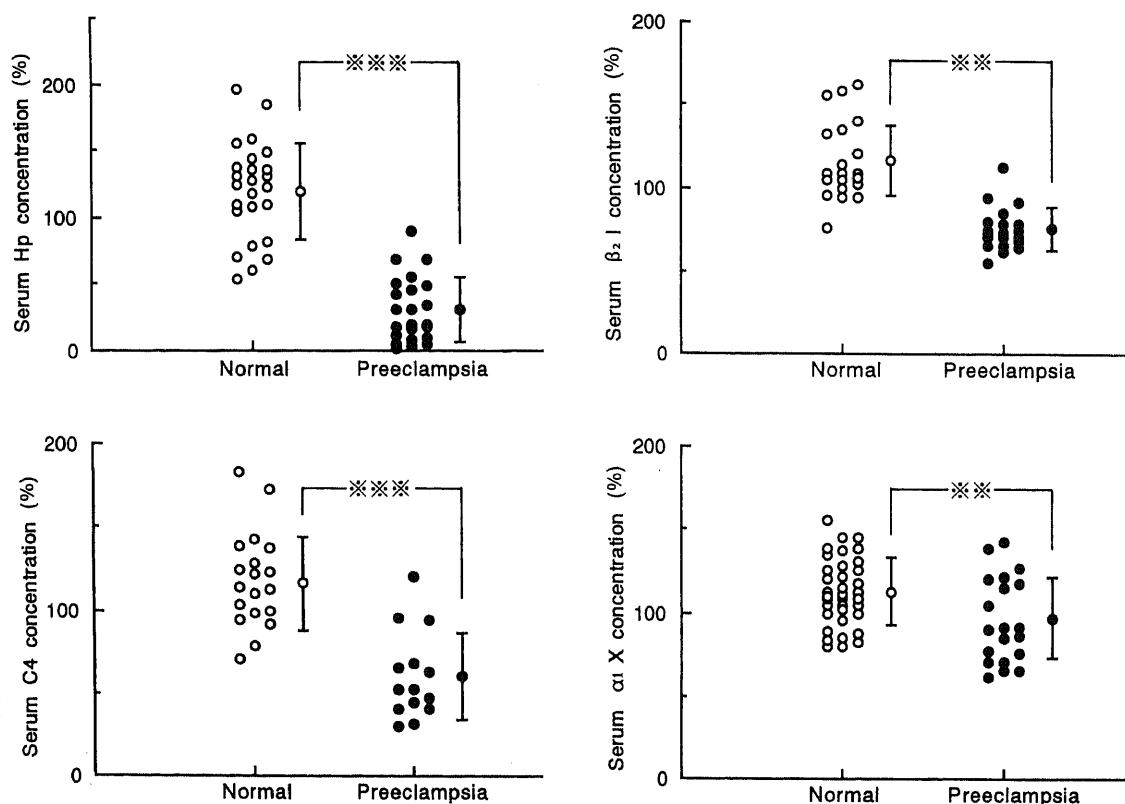 Serum Hp concentration (%)
200
100
0
※※※
Normal Preeclampsia
Serum β₂ I concentration (%)
200
100
0
※※
Normal Preeclampsia
Serum C4 concentration (%)
200
100
0
※※※
Normal Preeclampsia
Serum α1 X concentration (%)
200
100
0
※※
Normal Preeclampsia